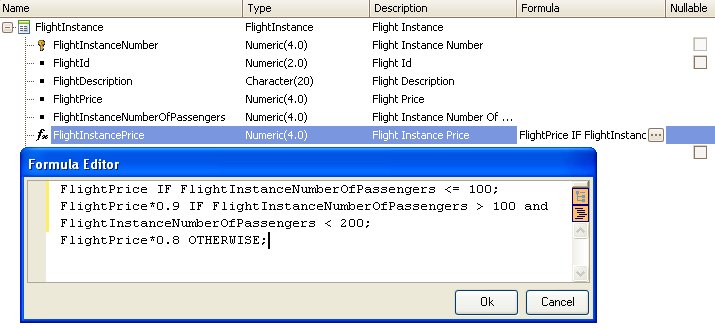 Name Type Description Formula Nullable
FlightInstance FlightInstance Flight Instance
FlightInstanceNumber Numeric(4.0) Flight Instance Number
FlightId Numeric(2.0) Flight Id
FlightDescription Character(20) Flight Description
FlightPrice Numeric(4.0) Flight Price
FlightInstanceNumberOfPassengers Numeric(4.0) Flight Instance Number Of ...
fx FlightInstancePrice Numeric(4.0) Flight Instance Price FlightPrice IF FlightInstanc ...
Formula Editor
FlightPrice IF FlightInstanceNumberOfPassengers <= 100;
FlightPrice*0.9 IF FlightInstanceNumberOfPassengers > 100 and
FlightInstanceNumberOfPassengers < 200;
FlightPrice*0.8 OTHERWISE;
Ok Cancel